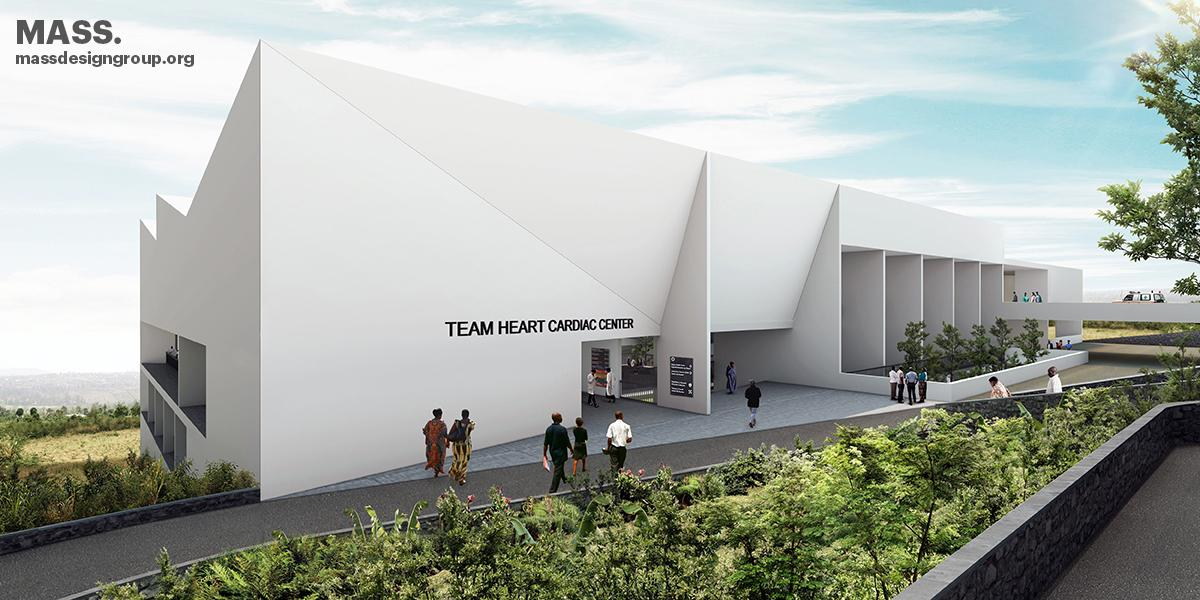 MASS.
massdesigngroup.org
TEAM HEART CARDIAC CENTER